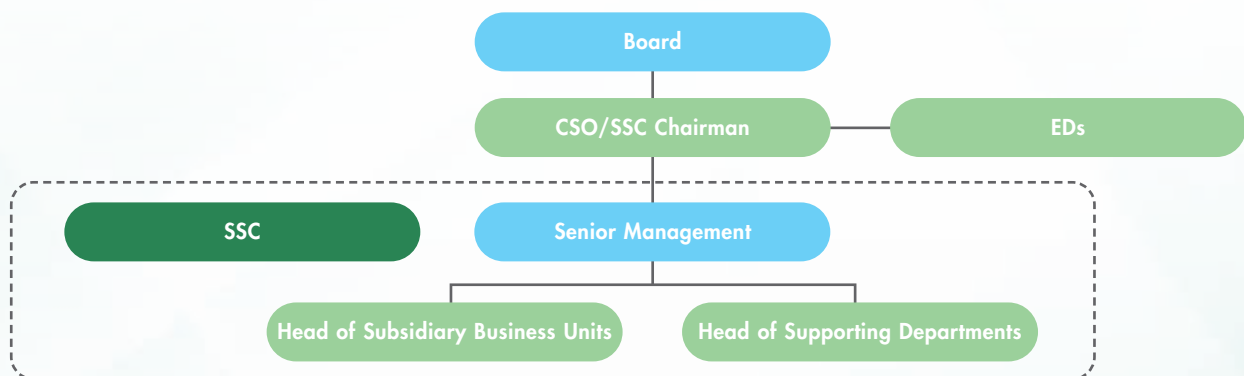 Board
CSO/SSC Chairman
EDs
SSC
Senior Management
Head of Subsidiary Business Units
Head of Supporting Departments